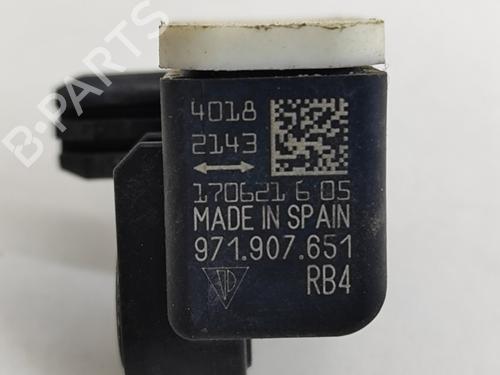 B-PARTS
4018
2143
170621 6 05
MADE IN SPAIN
971.907.651
RB4